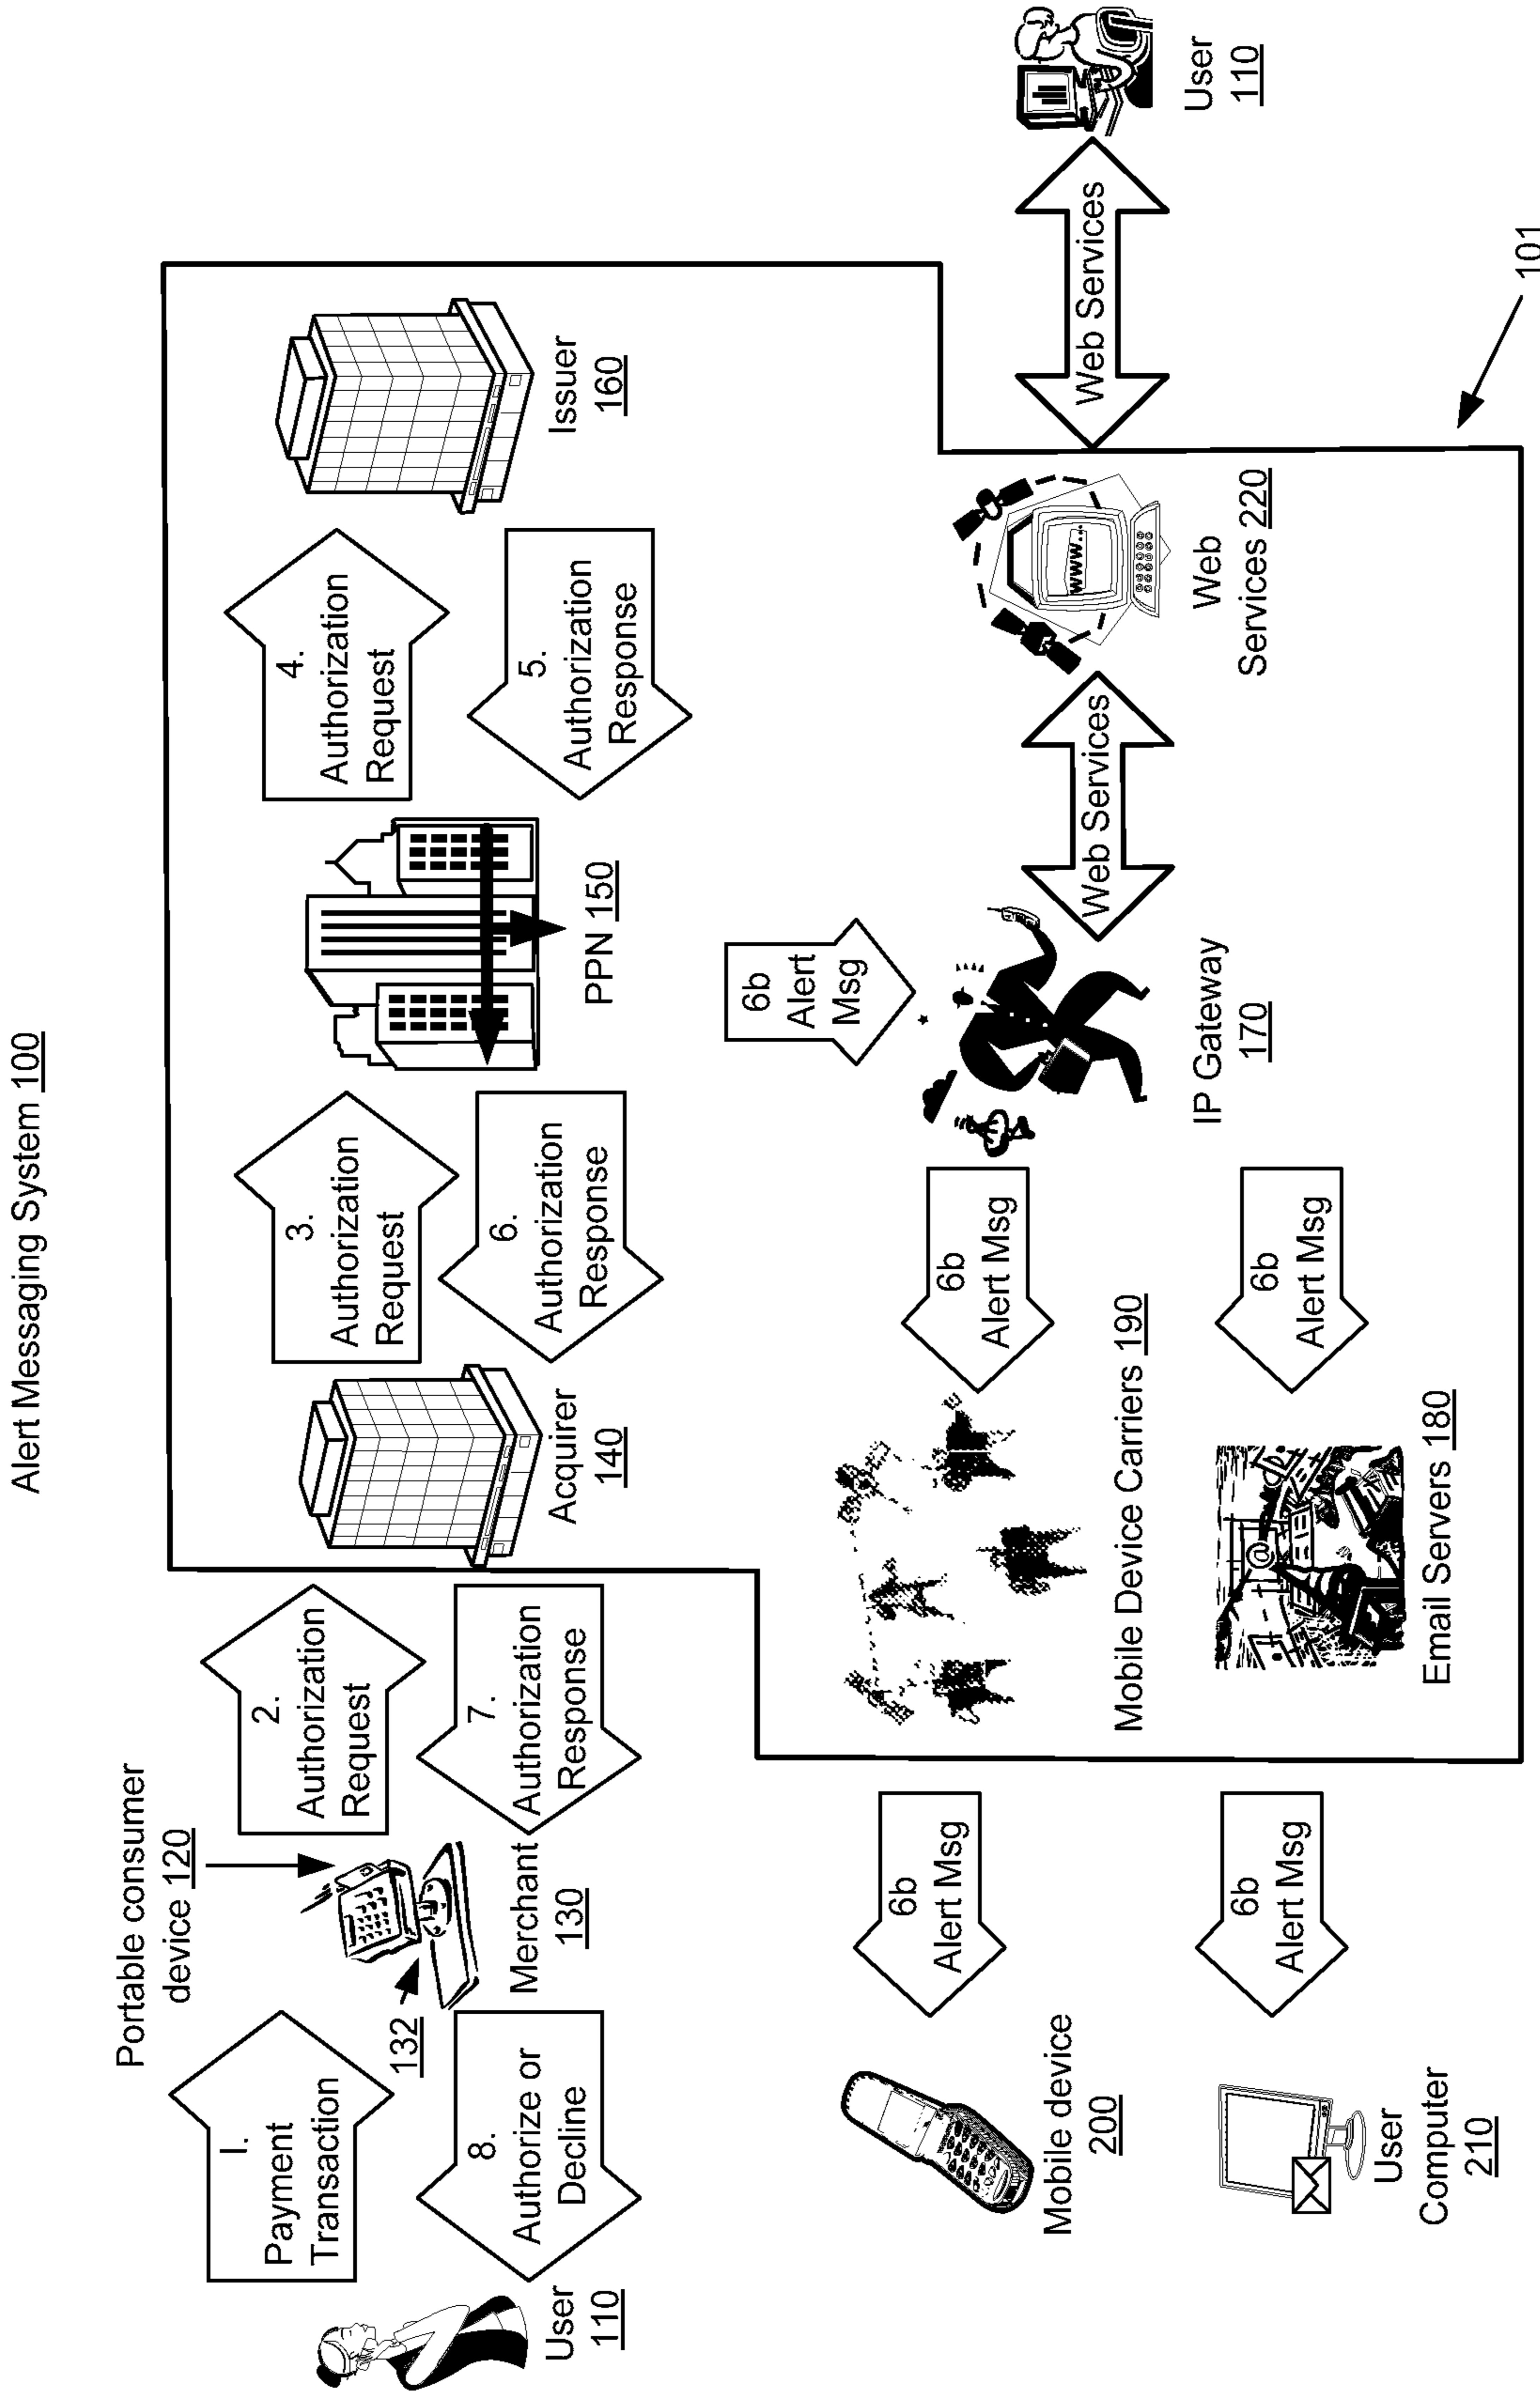 Alert Messaging System 100
Portable consumer
device 120
1.
Payment
Transaction
2.
Authorization
Request
3.
Authorization
Request
4.
Authorization
Request
132
8.
Authorize or
Decline
7.
Authorization
Response
6.
Authorization
Response
5.
Authorization
Response
User
110
Merchant
130
Acquirer
140
PPN 150
Issuer
160
6b
Alert
Msg
6b
Alert Msg
6b
Alert Msg
Web Services
www...
Web Services
Mobile device
200
Mobile Device Carriers 190
IP Gateway
170
Web
Services 220
User
110
6b
Alert Msg
@
6b
Alert Msg
User
Computer
210
Email Servers 180
101